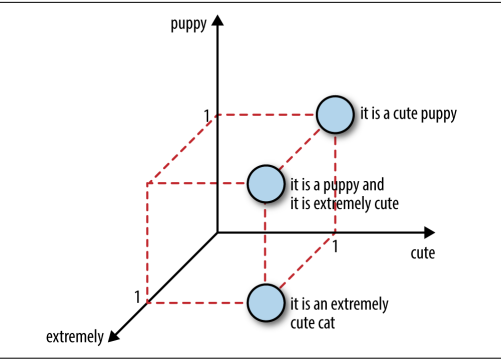 puppy
1
it is a cute puppy
it is a puppy and
it is extremely cute
1
cute
1
it is an extremely
cute cat
extremely